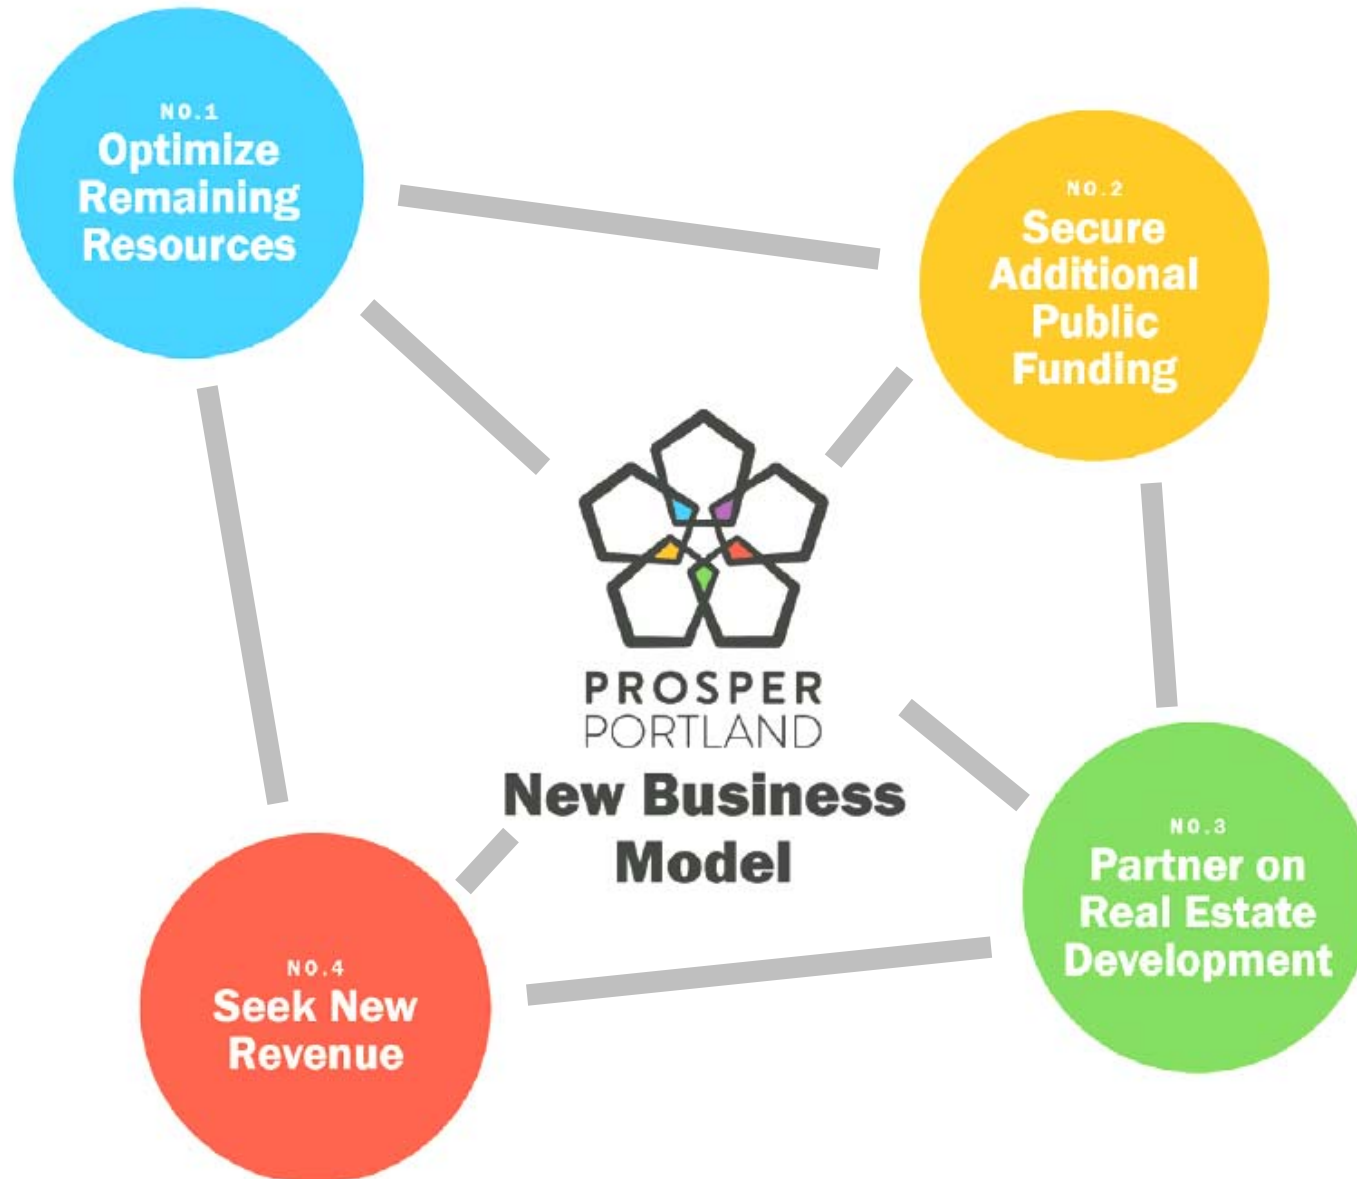 NO.1
Optimize
Remaining
Resources
NO.2
Secure
Additional
Public
Funding
PROSPER
PORTLAND
New Business
Model
NO.3
Partner on
Real Estate
Development
NO.4
Seek New
Revenue